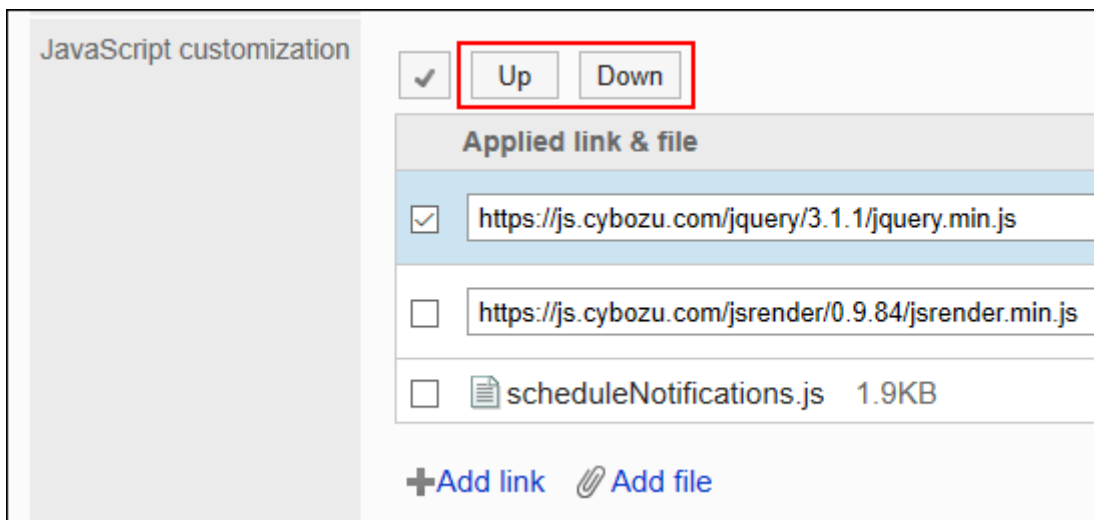 JavaScript customization
Up Down
Applied link & file
https://js.cybozu.com/jquery/3.1.1/jquery.min.js
https://js.cybozu.com/jsrender/0.9.84/jsrender.min.js
scheduleNotifications.js 1.9KB
Add link Add file